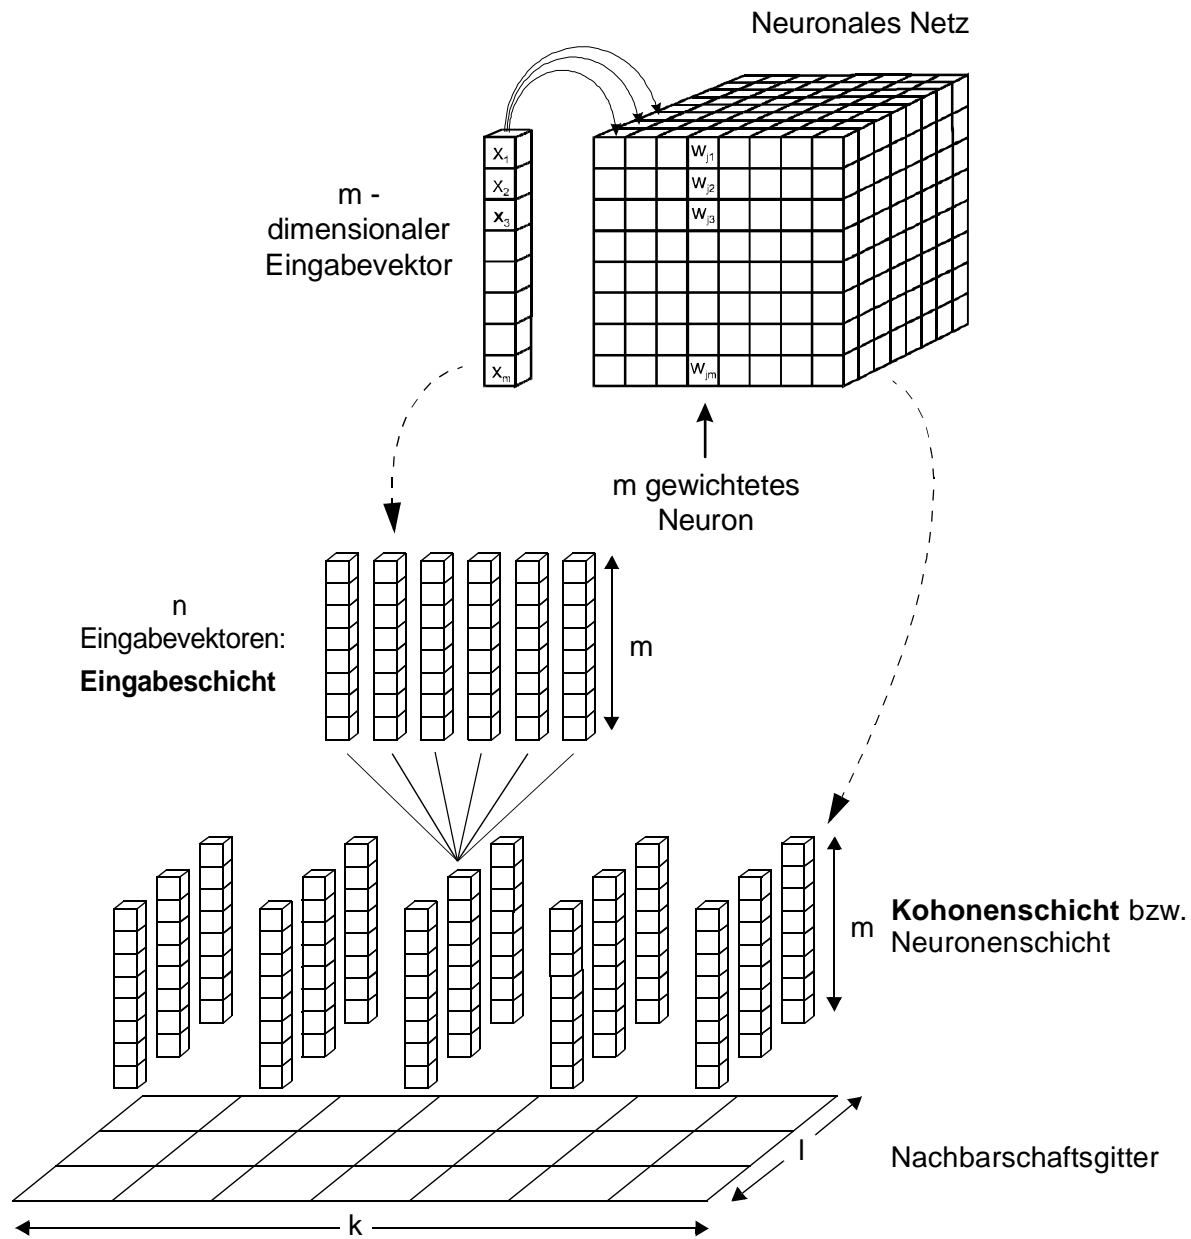 Neuronales Netz
x1
x2
x3
xm
wj1
wj2
wj3
wjm
m -
dimensionaler
Eingabevektor
m gewichtetes
Neuron
n
Eingabevektoren:
Eingabeschicht
m
m
Kohonenschicht bzw.
Neuronenschicht
l
Nachbarschaftsgitter
k